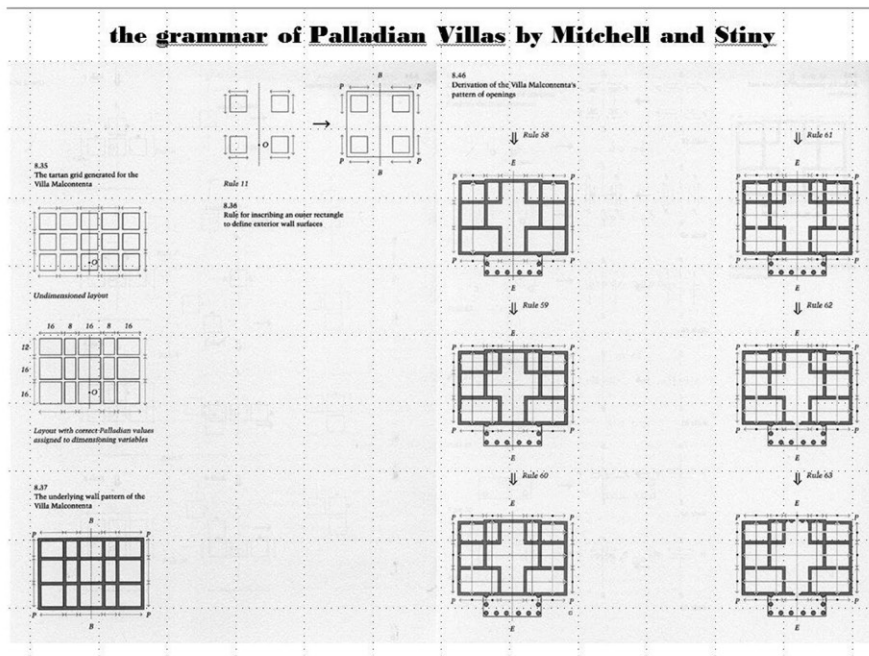 the grammar of Palladian Villas by Mitchell and Stiny
8.35
The tartan grid generated for the
Villa Malcontenta
O
Undimensioned layout
16 8 16 8 16
12
16
16
O
Layout with correct Palladian values
assigned to dimensioning variables
8.37
The underlying wall pattern of the
Villa Malcontenta
B
P P
P P
B
O
Rule 11
B
P P
P P
B
8.36
Rule for inscribing an outer rectangle
to define exterior wall surfaces
8.46
Derivation of the Villa Malcontenta's
pattern of openings
Rule 58
E
P P
P P
E
Rule 59
E
P P
P P
E
Rule 60
E
P P
P P
E
Rule 61
E
P P
P P
E
Rule 62
E
P P
P P
E
Rule 63
E
P P
P P
E